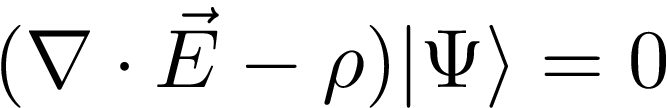 (∇ · E⃗ − ρ)|Ψ⟩ = 0